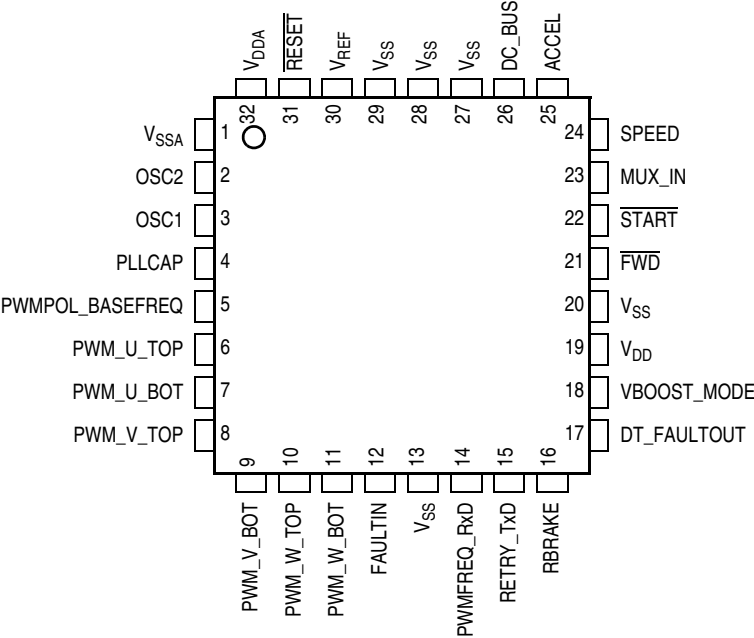 VDDA
RESET
VREF
VSS
VSS
VSS
DC_BUS
ACCEL
32
31
30
29
28
27
26
25
VSSA 1
OSC2 2
OSC1 3
PLLCAP 4
PWMPOL_BASEFREQ 5
PWM_U_TOP 6
PWM_U_BOT 7
PWM_V_TOP 8
24 SPEED
23 MUX_IN
22 START
21 FWD
20 VSS
19 VDD
18 VBOOST_MODE
17 DT_FAULTOUT
9
10
11
12
13
14
15
16
PWM_V_BOT
PWM_W_TOP
PWM_W_BOT
FAULTIN
VSS
PWMFREQ_RxD
RETRY_TxD
RBRAKE